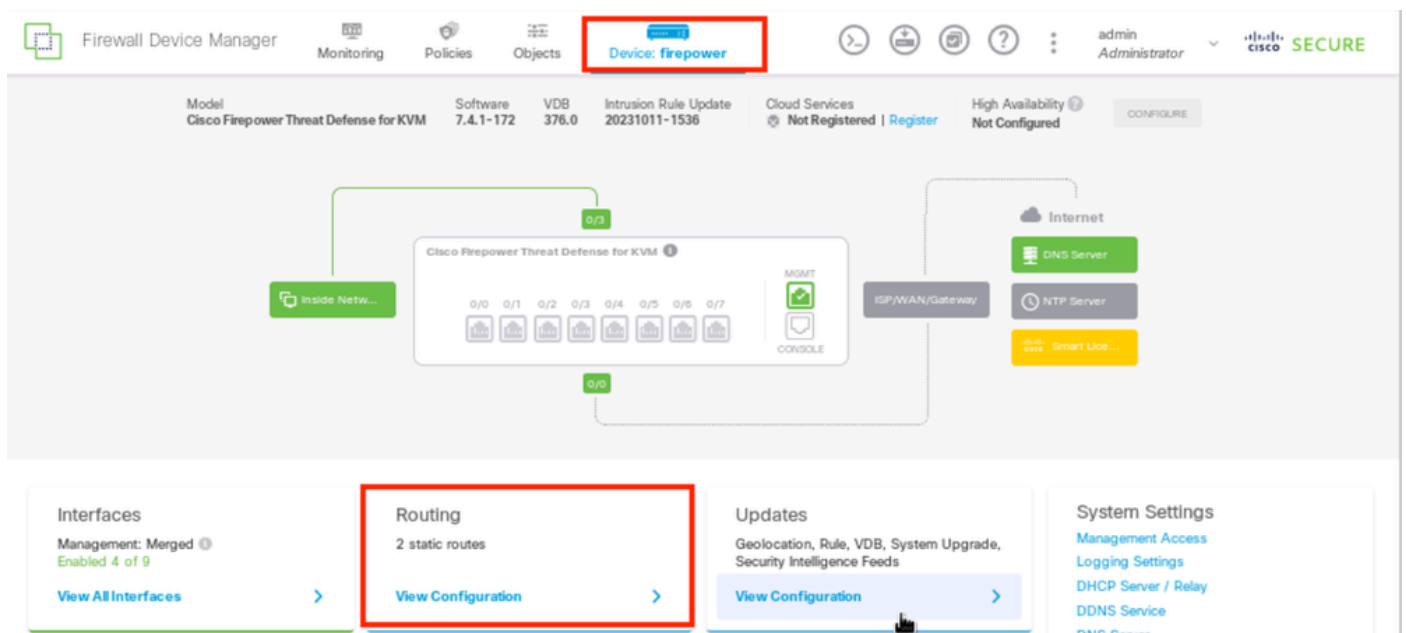 Firewall Device Manager
Monitoring
Policies
Objects
Device: firepower
>_
?
admin
Administrator
cisco SECURE
Model
Cisco Firepower Threat Defense for KVM
Software
7.4.1-172
VDB
376.0
Intrusion Rule Update
20231011-1536
Cloud Services
Not Registered | Register
High Availability ?
Not Configured
CONFIGURE
0/3
Internet
Cisco Firepower Threat Defense for KVM
DNS Server
MGMT
Inside Netw...
0/0 0/1 0/2 0/3 0/4 0/5 0/6 0/7
ISP/WAN/Gateway
NTP Server
CONSOLE
Smart Lice...
0/0
Interfaces
Management: Merged
Enabled 4 of 9
View All Interfaces
Routing
2 static routes
View Configuration
Updates
Geolocation, Rule, VDB, System Upgrade,
Security Intelligence Feeds
View Configuration
System Settings
Management Access
Logging Settings
DHCP Server / Relay
DDNS Service
DNS Server